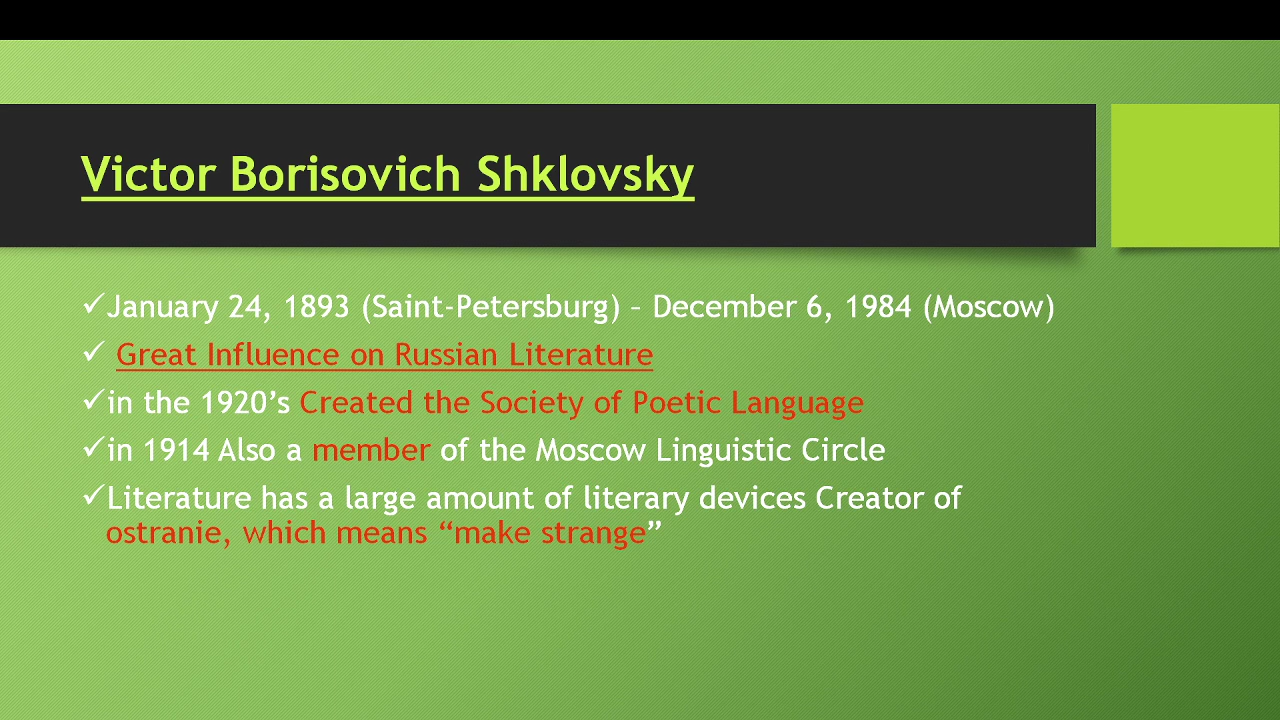 Victor Borisovich Shklovsky
✓January 24, 1893 (Saint-Petersburg) – December 6, 1984 (Moscow)
✓ Great Influence on Russian Literature
✓in the 1920’s Created the Society of Poetic Language
✓in 1914 Also a member of the Moscow Linguistic Circle
✓Literature has a large amount of literary devices Creator of
ostranie, which means “make strange”